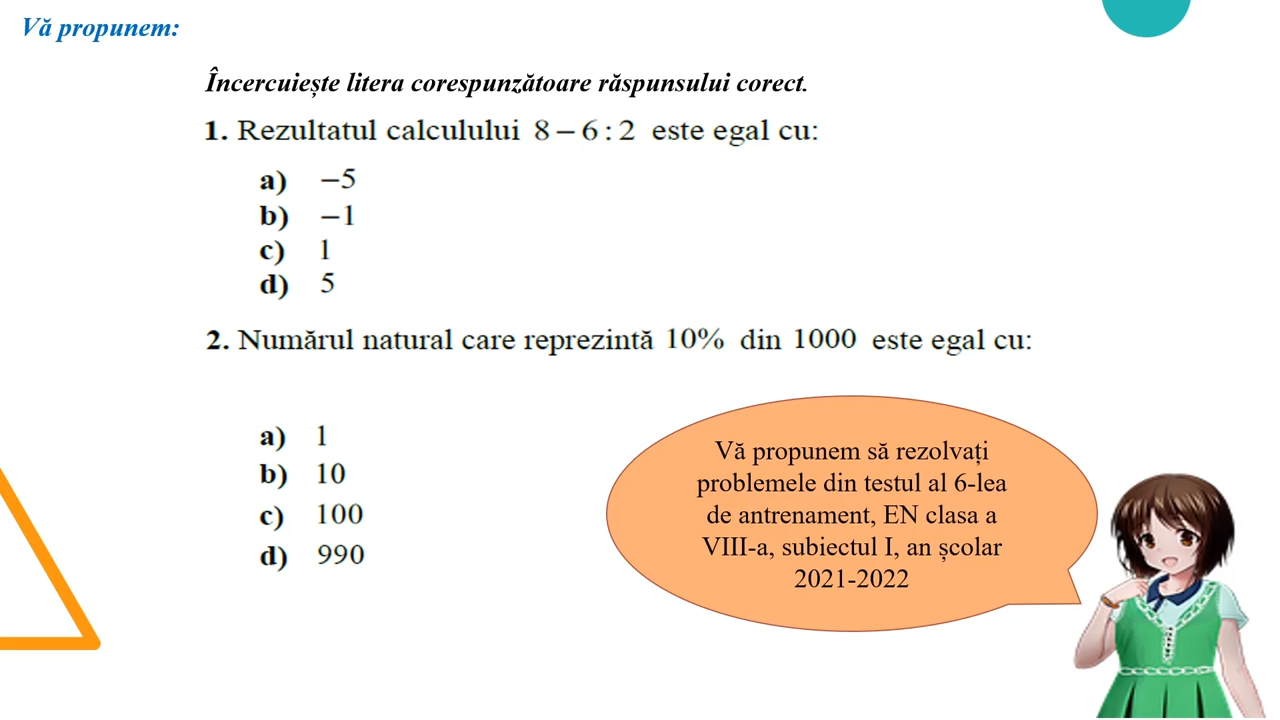 Vă propunem:
Încercuiește litera corespunzătoare răspunsului corect.
1. Rezultatul calculului 8 − 6 : 2 este egal cu:
a) −5
b) −1
c) 1
d) 5
2. Numărul natural care reprezintă 10% din 1000 este egal cu:
a) 1
b) 10
c) 100
d) 990
Vă propunem să rezolvați
problemele din testul al 6-lea
de antrenament, EN clasa a
VIII-a, subiectul I, an școlar
2021-2022